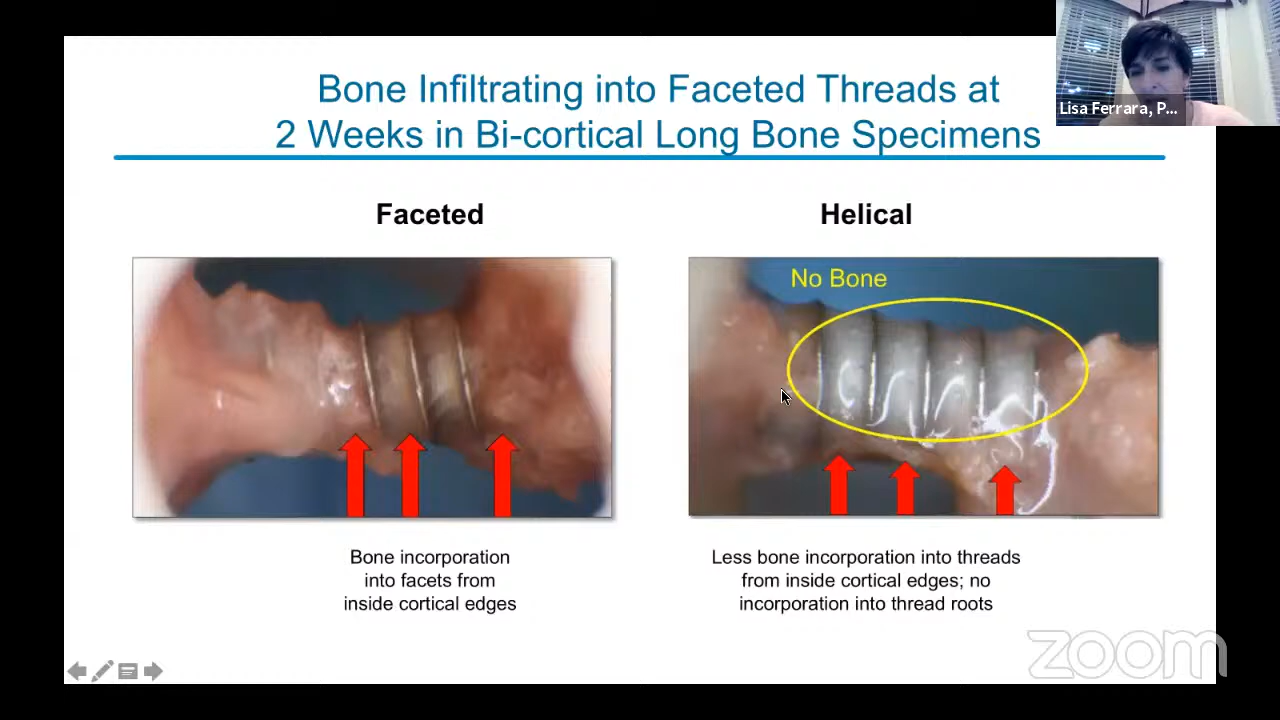 Bone Infiltrating into Faceted Threads at
2 Weeks in Bi-cortical Long Bone Specimens
Lisa Ferrara, P...
Faceted
Helical
No Bone
Bone incorporation
into facets from
inside cortical edges
Less bone incorporation into threads
from inside cortical edges; no
incorporation into thread roots
zoom